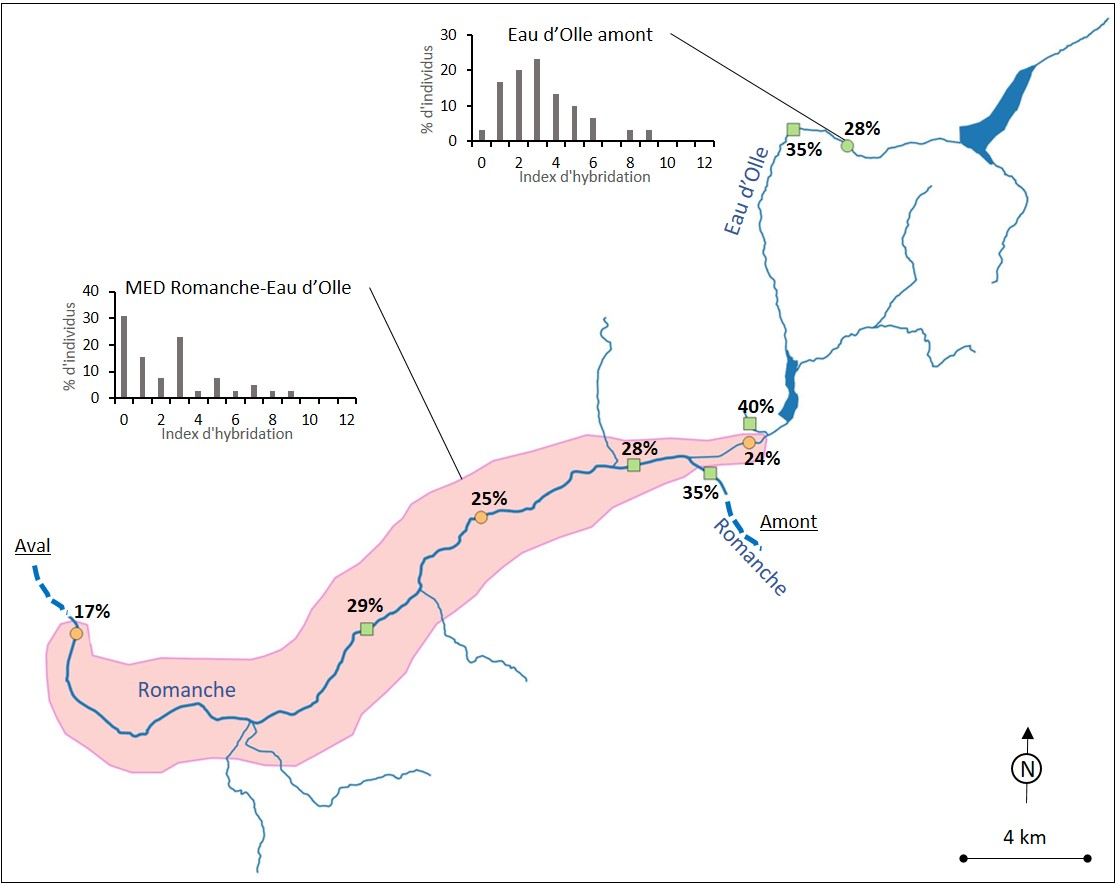 Eau d’Olle amont
% d'individus
30
20
10
0
0 2 4 6 8 10 12
Index d'hybridation
28%
35%
Eau d’Olle
MED Romanche-Eau d’Olle
% d'individus
40
30
20
10
0
0 2 4 6 8 10 12
Index d'hybridation
40%
24%
28%
35%
25%
Amont
Romanche
Aval
17%
29%
Romanche
N
4 km